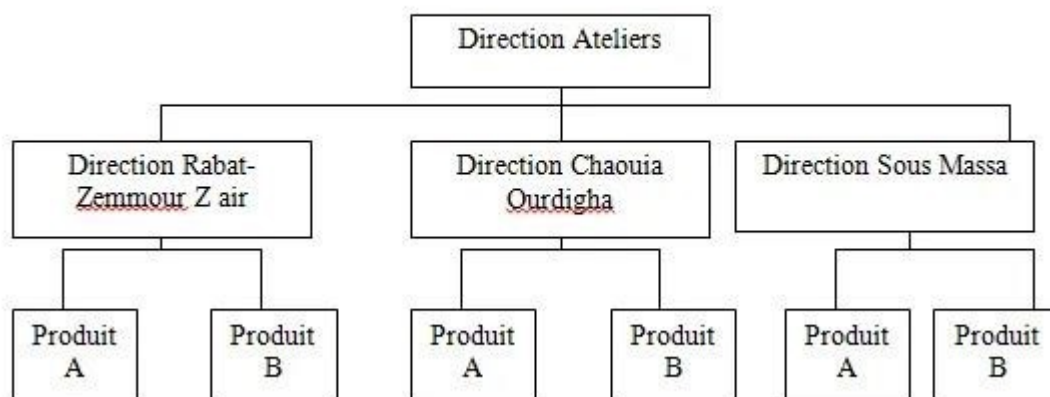 Direction Ateliers
Direction Rabat-
Zemmour Z air
Direction Chaouia
Ourdigha
Direction Sous Massa
Produit
A
Produit
B
Produit
A
Produit
B
Produit
A
Produit
B